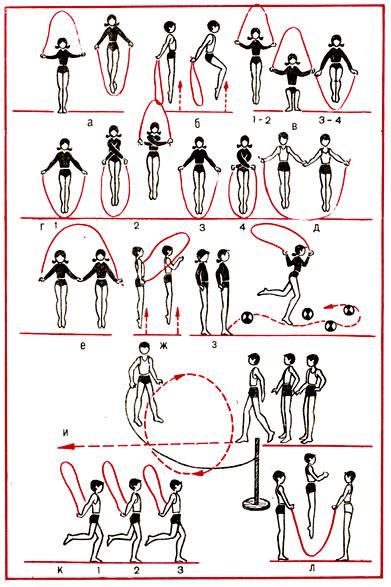 а б 1-2 в 3-4
г 1 2 3 4 д
е ж з
и
к 1 2 3 л